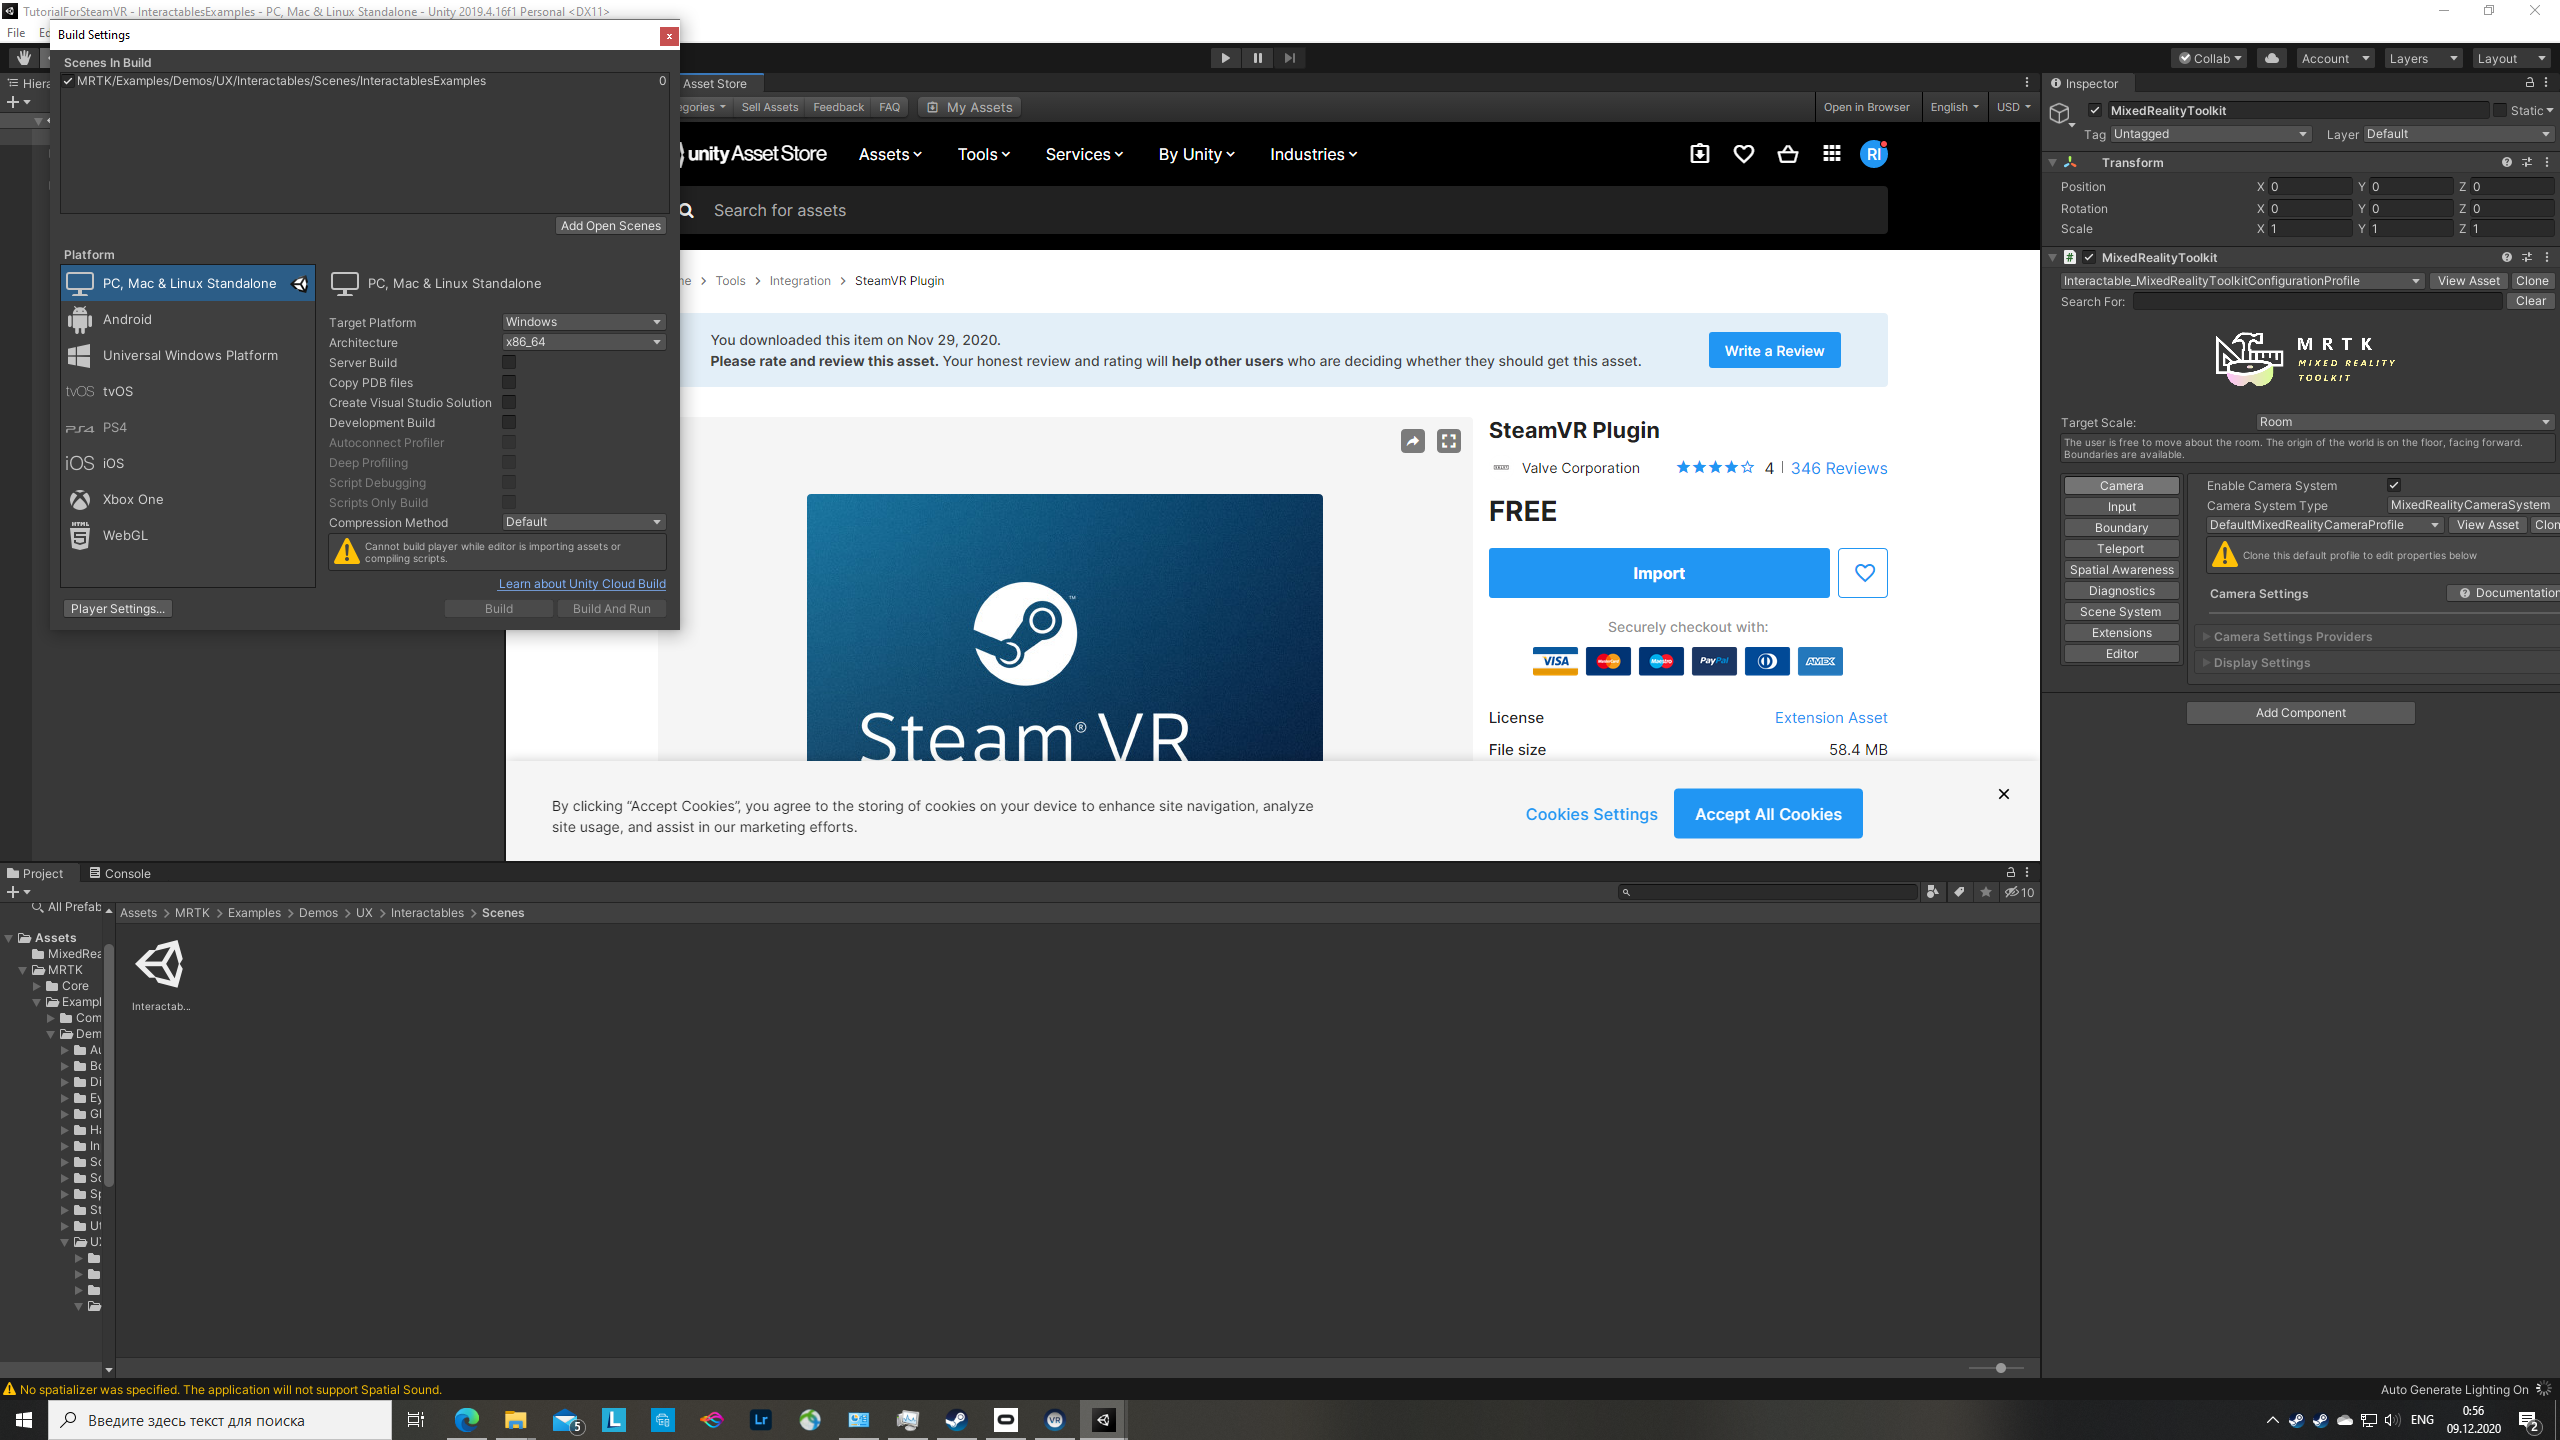 TutorialForSteamVR - InteractablesExamples - PC, Mac & Linux Standalone - Unity 2019.4.16f1 Personal <DX11>
File
Build Settings
Scenes In Build
MRTK/Examples/Demos/UX/Interactables/Scenes/InteractablesExamples 0
Add Open Scenes
Platform
PC, Mac & Linux Standalone
Android
Universal Windows Platform
tvOS tvOS
PS4 PS4
iOS iOS
Xbox One
HTML WebGL
PC, Mac & Linux Standalone
Target Platform Windows
Architecture x86_64
Server Build
Copy PDB files
Create Visual Studio Solution
Development Build
Autoconnect Profiler
Deep Profiling
Script Debugging
Scripts Only Build
Compression Method Default
Cannot build player while editor is importing assets or
compiling scripts.
Learn about Unity Cloud Build
Player Settings... Build Build And Run
Collab Account Layers Layout
Asset Store
Sell Assets Feedback FAQ My Assets Open in Browser English USD
unity Asset Store Assets Tools Services By Unity Industries RI
Search for assets
Tools > Integration > SteamVR Plugin
You downloaded this item on Nov 29, 2020.
Please rate and review this asset. Your honest review and rating will help other users who are deciding whether they should get this asset.
Write a Review
SteamVR Plugin
Valve Corporation 4 | 346 Reviews
FREE
Import
Securely checkout with:
VISA MasterCard Maestro PayPal AMEX
License Extension Asset
File size 58.4 MB
Steam® VR
By clicking “Accept Cookies”, you agree to the storing of cookies on your device to enhance site navigation, analyze
site usage, and assist in our marketing efforts.
Cookies Settings Accept All Cookies
Inspector
MixedRealityToolkit Static
Tag Untagged Layer Default
Transform
Position X 0 Y 0 Z 0
Rotation X 0 Y 0 Z 0
Scale X 1 Y 1 Z 1
MixedRealityToolkit
Interactable_MixedRealityToolkitConfigurationProfile View Asset Clone
Search For: Clear
MRTK
MIXED REALITY
TOOLKIT
Target Scale: Room
The user is free to move about the room. The origin of the world is on the floor, facing forward.
Boundaries are available.
Camera
Input
Boundary
Teleport
Spatial Awareness
Diagnostics
Scene System
Extensions
Editor
Enable Camera System
Camera System Type MixedRealityCameraSystem
DefaultMixedRealityCameraProfile View Asset Clon
Clone this default profile to edit properties below
Camera Settings Documentation
Camera Settings Providers
Display Settings
Add Component
Project Console
10
All Prefab
Assets > MRTK > Examples > Demos > UX > Interactables > Scenes
Assets
MixedRea
MRTK
Core
Exampl
Com
Dem
Interactab...
No spatializer was specified. The application will not support Spatial Sound.
Auto Generate Lighting On
Введите здесь текст для поиска
5
L
Lr
VR
ENG
0:56
09.12.2020
2